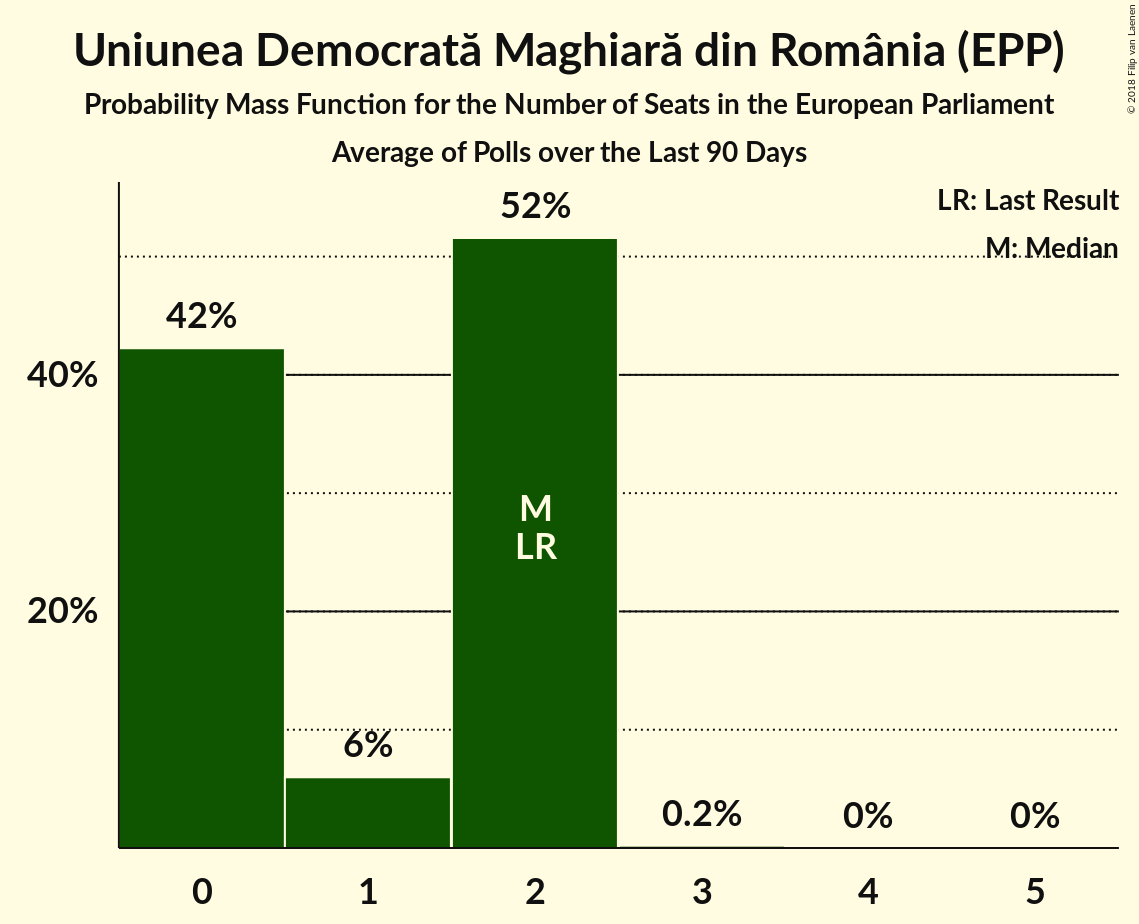 Uniunea Democrată Maghiară din România (EPP)
Probability Mass Function for the Number of Seats in the European Parliament
Average of Polls over the Last 90 Days
© 2018 Filip van Laenen
LR: Last Result
M: Median
52%
42%
40%
M
LR
20%
6%
0.2%
0%
0%
0
1
2
3
4
5